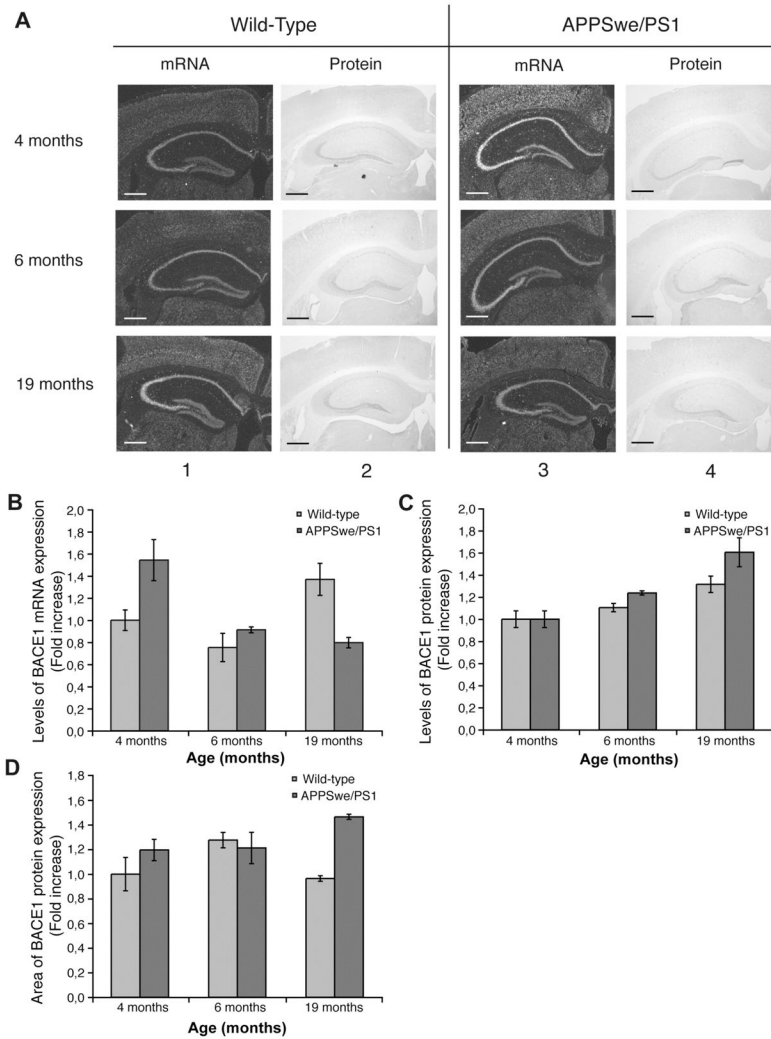 A
Wild-Type
APPSwe/PS1
mRNA
Protein
mRNA
Protein
4 months
6 months
19 months
1
2
3
4
B
Levels of BACE1 mRNA expression
(Fold increase)
2,0
1,8
1,6
1,4
1,2
1,0
0,8
0,6
0,4
0,2
0,0
Wild-type
APPSwe/PS1
4 months
6 months
19 months
Age (months)
C
Levels of BACE1 protein expression
(Fold increase)
2,0
1,8
1,6
1,4
1,2
1,0
0,8
0,6
0,4
0,2
0,0
Wild-type
APPSwe/PS1
4 months
6 months
19 months
Age (months)
D
Area of BACE1 protein expression
(Fold increase)
1,8
1,6
1,4
1,2
1,0
0,8
0,6
0,4
0,2
0,0
Wild-type
APPSwe/PS1
4 months
6 months
19 months
Age (months)